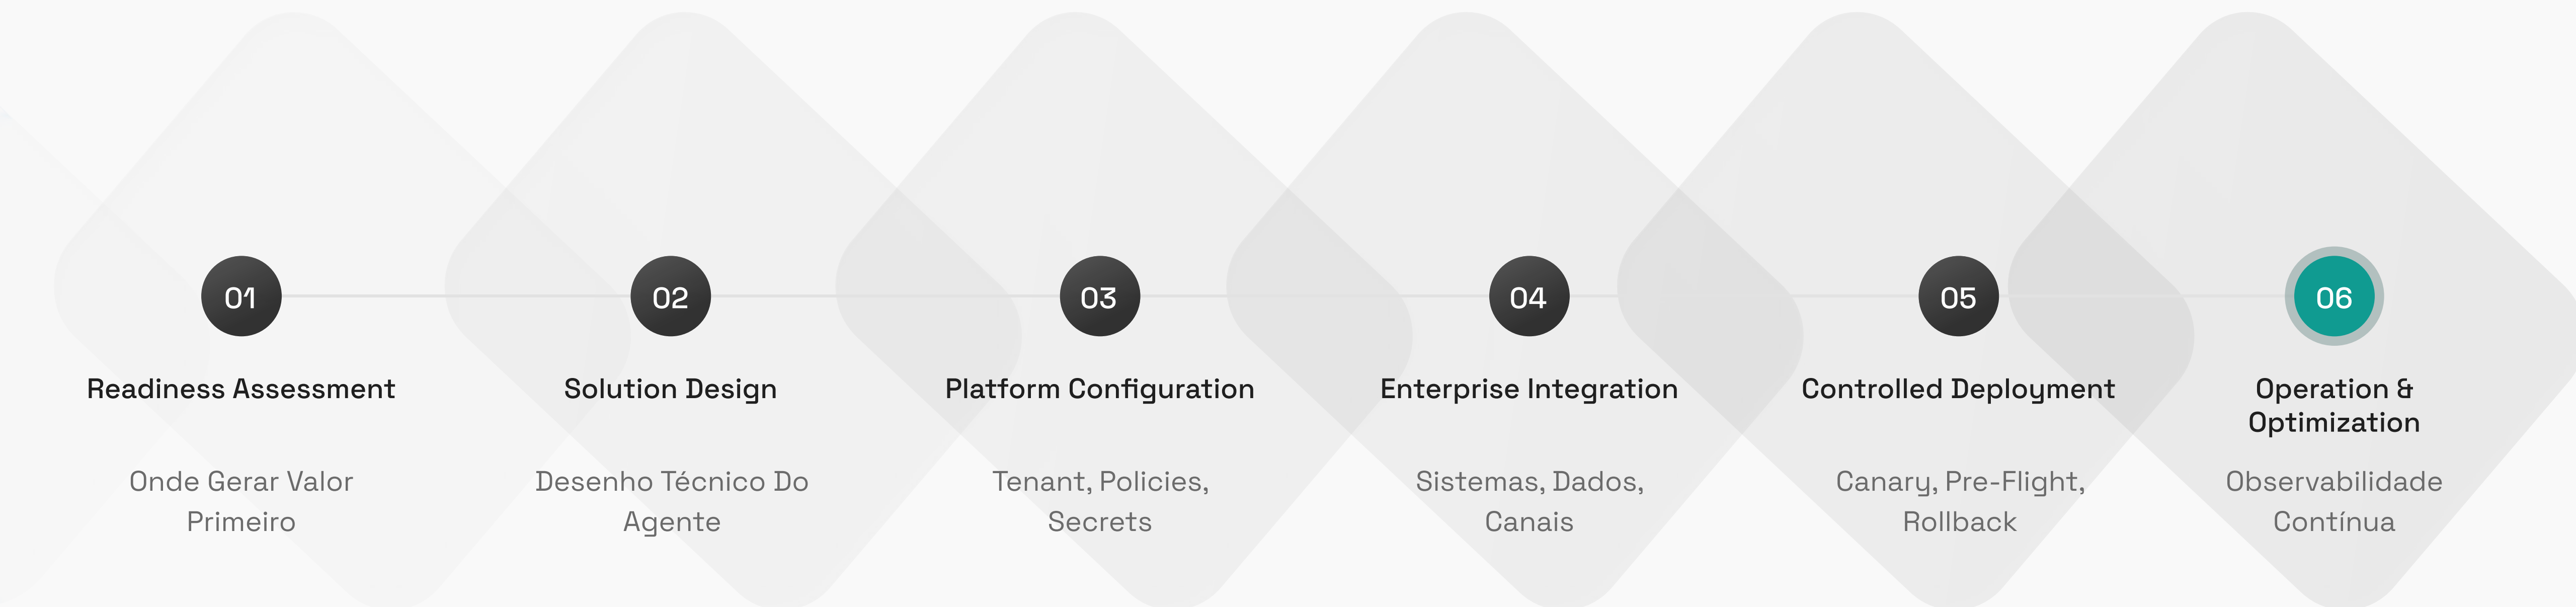 01
Readiness Assessment
Onde Gerar Valor
Primeiro
02
Solution Design
Desenho Técnico Do
Agente
03
Platform Configuration
Tenant, Policies,
Secrets
04
Enterprise Integration
Sistemas, Dados,
Canais
05
Controlled Deployment
Canary, Pre-Flight,
Rollback
06
Operation &
Optimization
Observabilidade
Contínua